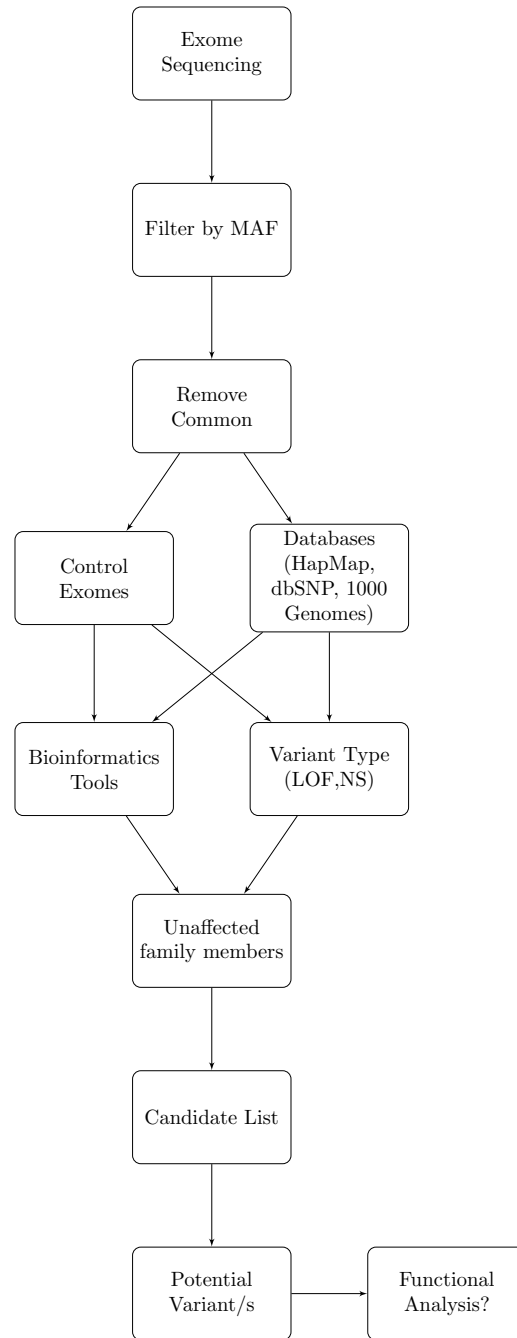 Exome
Sequencing
Filter by MAF
Remove
Common
Control
Exomes
Databases
(HapMap,
dbSNP, 1000
Genomes)
Bioinformatics
Tools
Variant Type
(LOF,NS)
Unaffected
family members
Candidate List
Potential
Variant/s
Functional
Analysis?